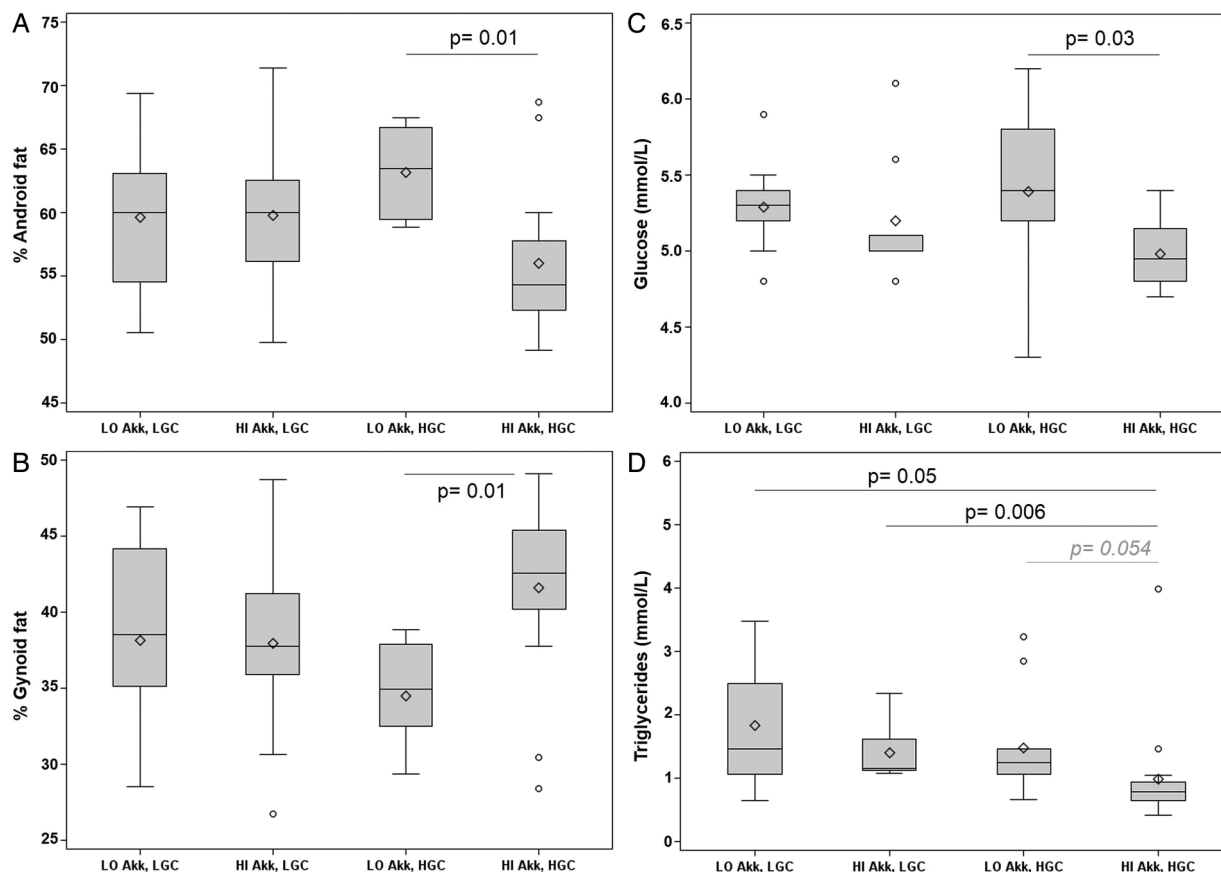 A
75
70
65
60
55
50
45
% Android fat
p= 0.01
LO Akk, LGC
HI Akk, LGC
LO Akk, HGC
HI Akk, HGC
C
6.5
6.0
5.5
5.0
4.5
4.0
Glucose (mmol/L)
p= 0.03
LO Akk, LGC
HI Akk, LGC
LO Akk, HGC
HI Akk, HGC
B
50
45
40
35
30
25
% Gynoid fat
p= 0.01
LO Akk, LGC
HI Akk, LGC
LO Akk, HGC
HI Akk, HGC
D
6
5
4
3
2
1
0
Triglycerides (mmol/L)
p= 0.05
p= 0.006
p= 0.054
LO Akk, LGC
HI Akk, LGC
LO Akk, HGC
HI Akk, HGC